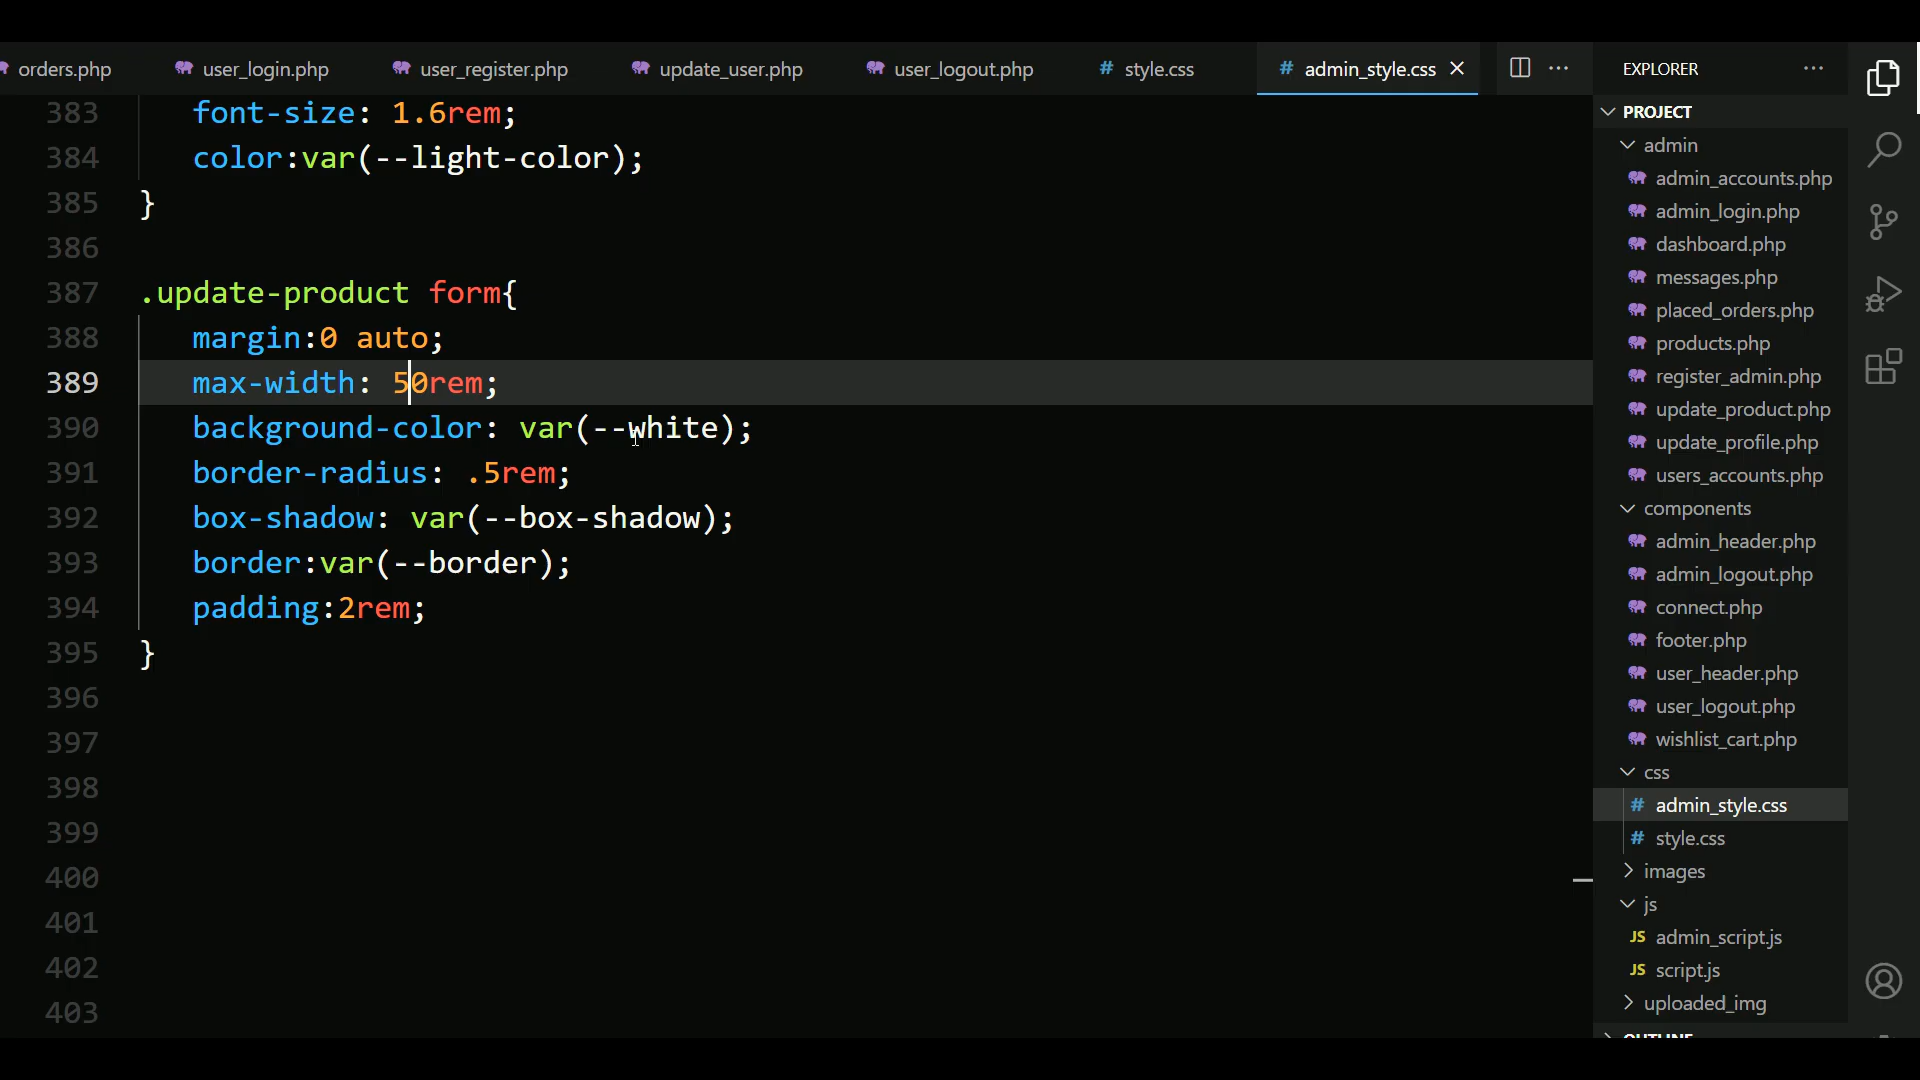 orders.php user_login.php user_register.php update_user.php user_logout.php # style.css # admin_style.css
383 font-size: 1.6rem;
384 color:var(--light-color);
385 }
386
387 .update-product form{
388 margin:0 auto;
389 max-width: 50rem;
390 background-color: var(--white);
391 border-radius: .5rem;
392 box-shadow: var(--box-shadow);
393 border:var(--border);
394 padding:2rem;
395 }
396
397
398
399
400
401
402
403
EXPLORER
PROJECT
admin
admin_accounts.php
admin_login.php
dashboard.php
messages.php
placed_orders.php
products.php
register_admin.php
update_product.php
update_profile.php
users_accounts.php
components
admin_header.php
admin_logout.php
connect.php
footer.php
user_header.php
user_logout.php
wishlist_cart.php
css
# admin_style.css
# style.css
images
js
JS admin_script.js
JS script.js
uploaded_img
OUTLINE